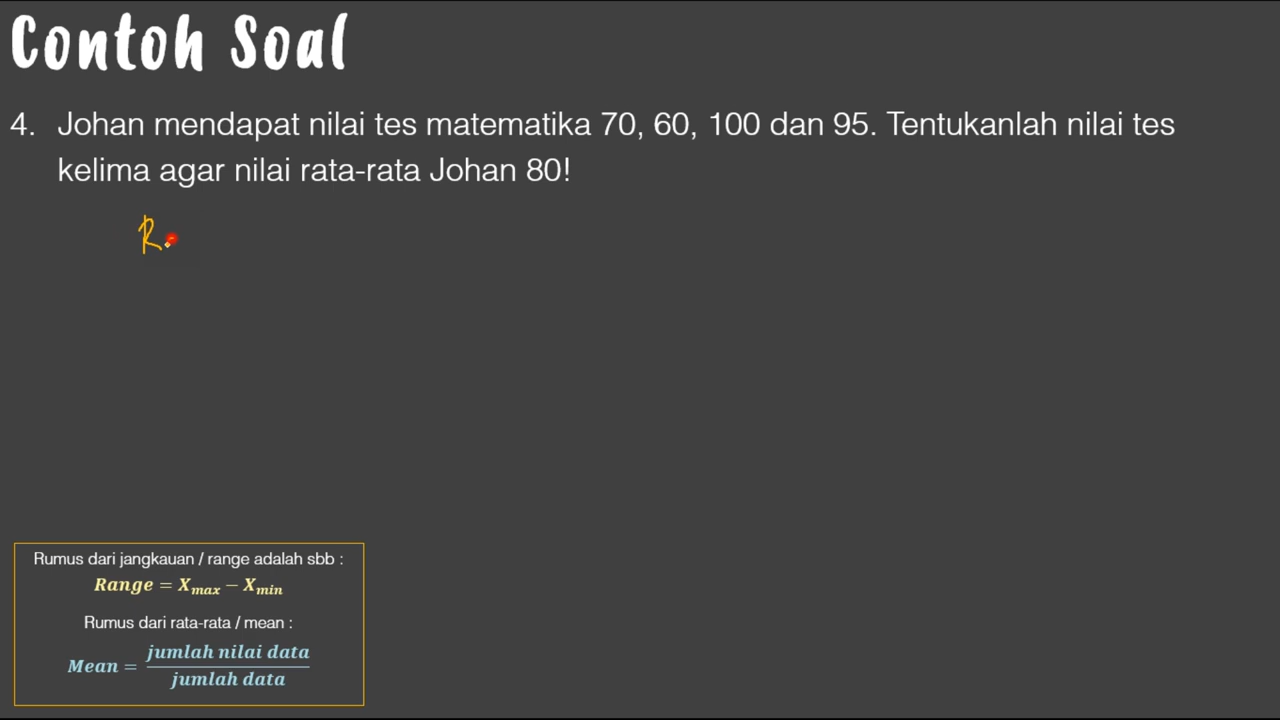 Contoh Soal
4. Johan mendapat nilai tes matematika 70, 60, 100 dan 95. Tentukanlah nilai tes
kelima agar nilai rata-rata Johan 80!
R
Rumus dari jangkauan / range adalah sbb :
Range = Xmax − Xmin
Rumus dari rata-rata / mean :
Mean = jumlah nilai data
jumlah data